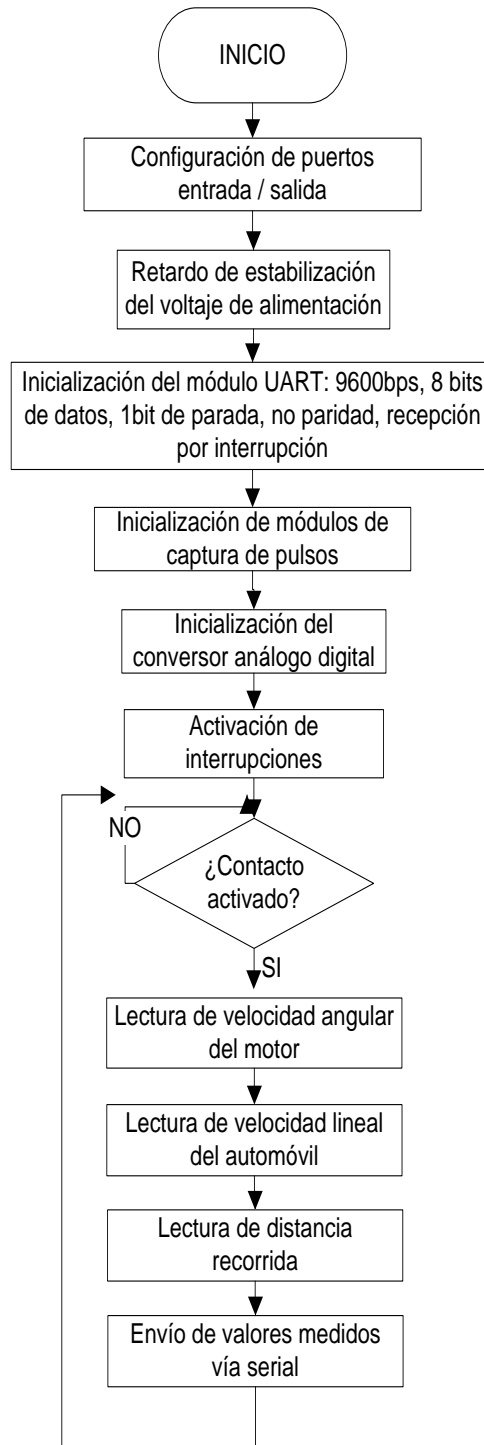 INICIO
Configuración de puertos
entrada / salida
Retardo de estabilización
del voltaje de alimentación
Inicialización del módulo UART: 9600bps, 8 bits
de datos, 1bit de parada, no paridad, recepción
por interrupción
Inicialización de módulos de
captura de pulsos
Inicialización del
conversor análogo digital
Activación de
interrupciones
NO
¿Contacto
activado?
SI
Lectura de velocidad angular
del motor
Lectura de velocidad lineal
del automóvil
Lectura de distancia
recorrida
Envío de valores medidos
vía serial